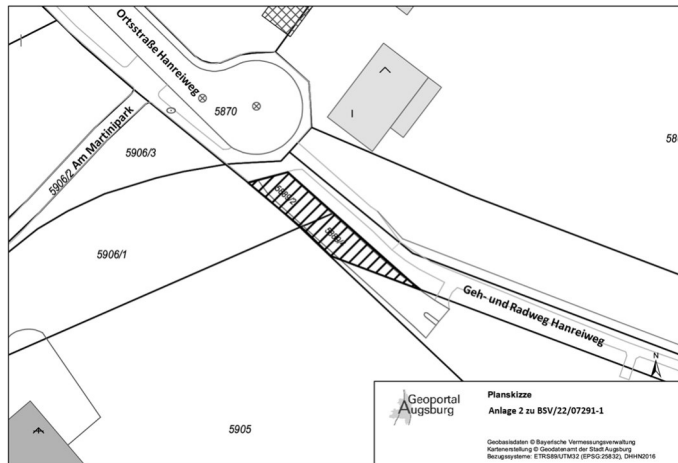 Ortsstraße Hanreiweg
5870
5906/2 Am Martinipark
5906/3
5906/1
Geh- und Radweg Hanreiweg
N
5905
Geoportal
Augsburg
Planskizze
Anlage 2 zu BSV/22/07291-1
Geobasisdaten © Bayerische Vermessungsverwaltung
Kartenerstellung © Geodatenamt der Stadt Augsburg
Bezugssysteme: ETRS89/UTM32 (EPSG:25832), DHHN2016